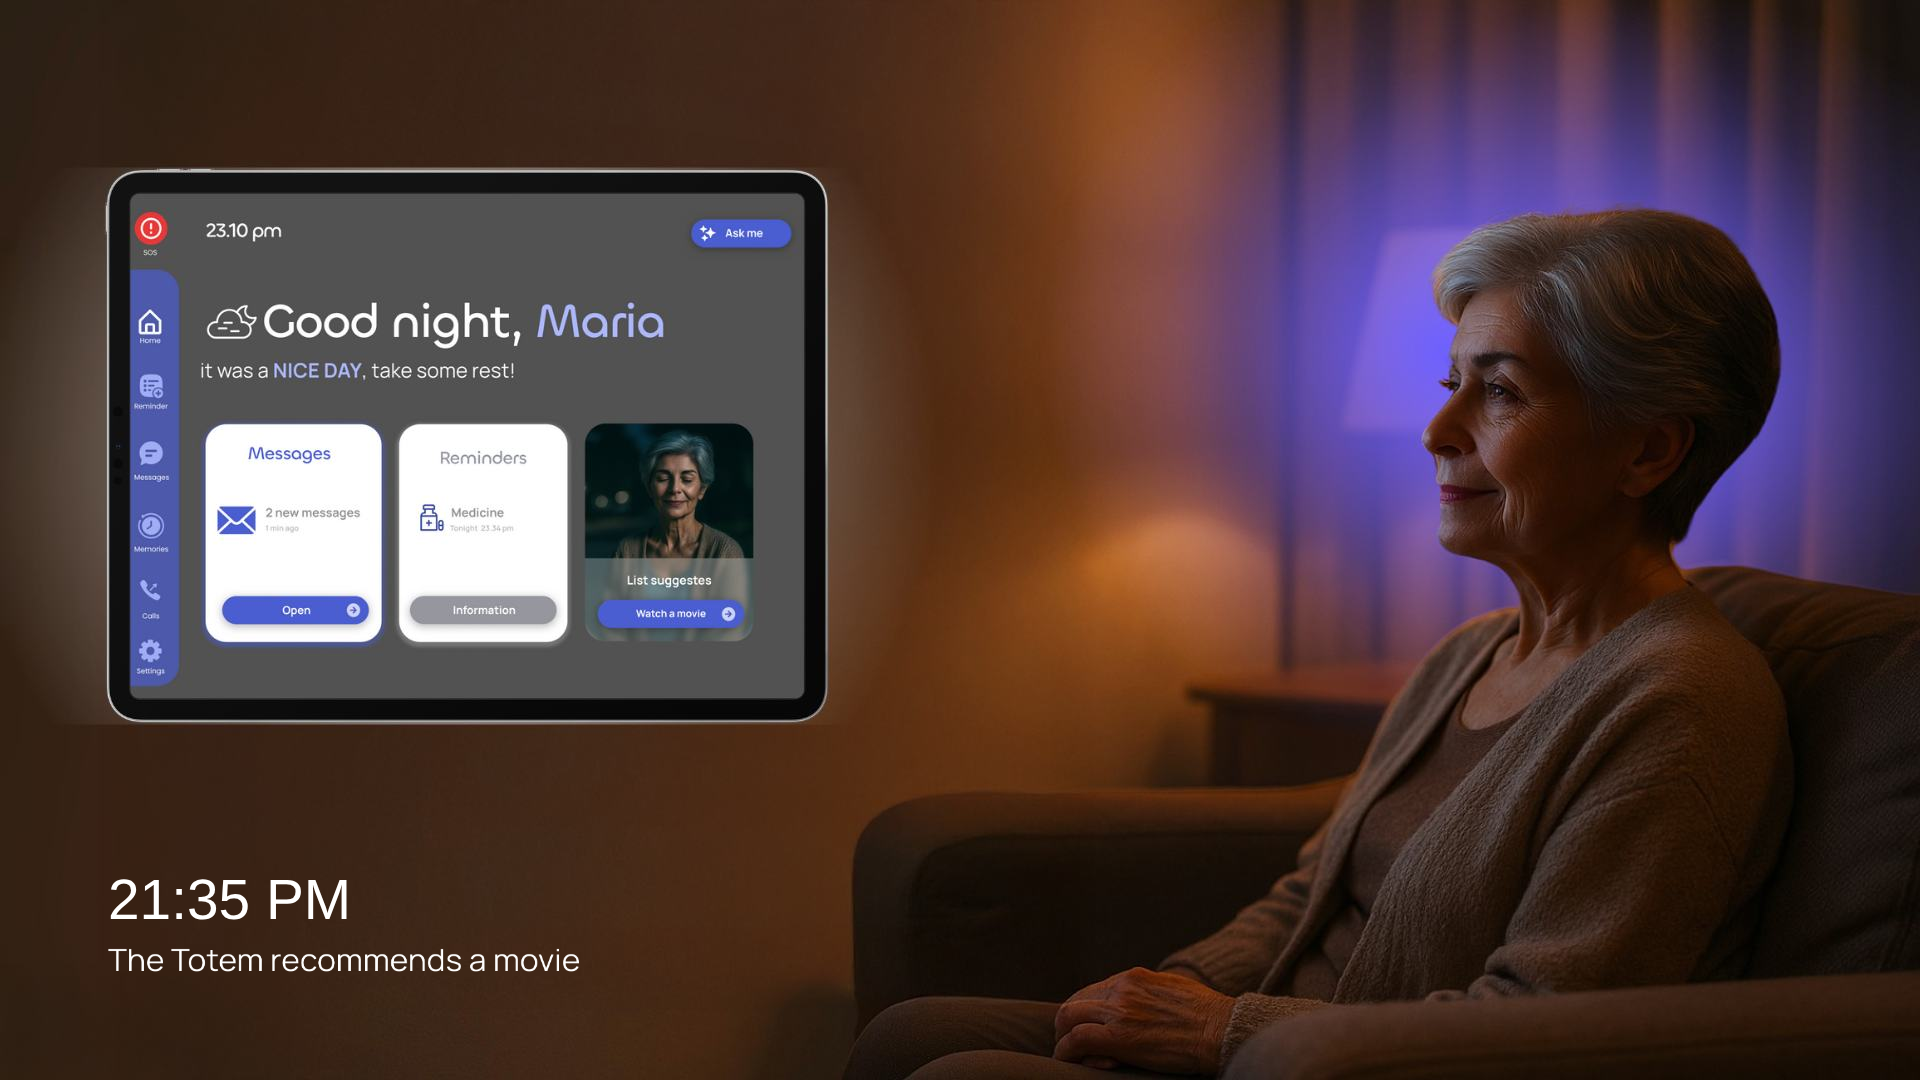 SOS
23.10 pm
Ask me
Good night, Maria
it was a NICE DAY, take some rest!
Home
Reminder
Messages
Memories
Calls
Settings
Messages
2 new messages
1 min ago
Open
Reminders
Medicine
Tonight 23.34 pm
Information
List suggestes
Watch a movie
21:35 PM
The Totem recommends a movie